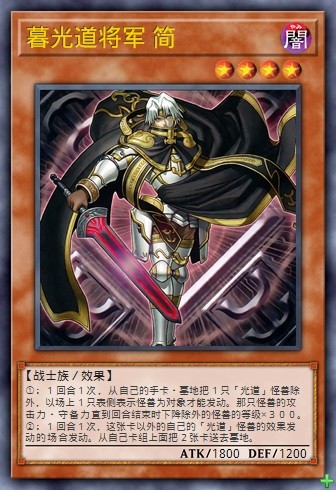 暮光道将军 简
闇
【战士族／效果】
①：1回合1次，从自己的手卡·墓地把1只「光道」怪兽除
外，以场上1只表侧表示怪兽为对象才能发动。那只怪兽的攻
击力·守备力直到回合结束时下降除外的怪兽的等级×300。
②：1回合1次，这张卡以外的自己的「光道」怪兽的效果发
动的场合发动。从自己卡组上面把2张卡送去墓地。
ATK/1800 DEF/1200